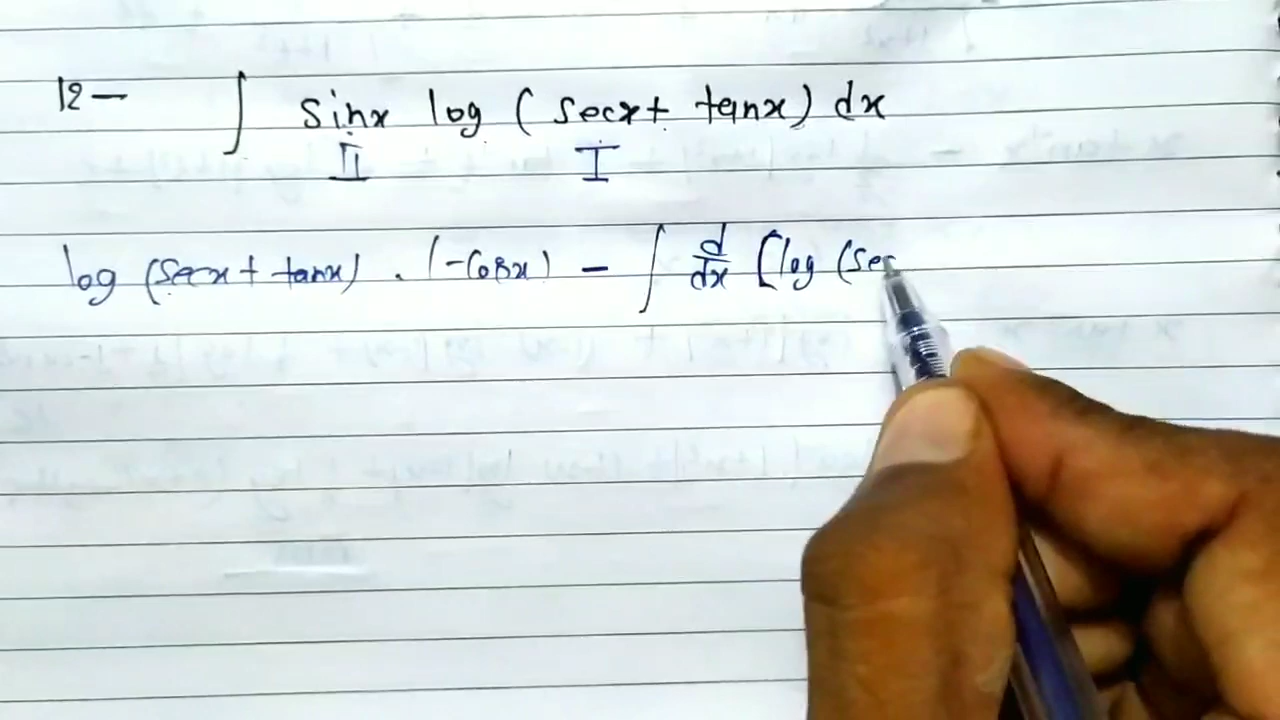 12- ∫ sinx log ( secx + tanx) dx
II I
log (secx + tanx) . (-cosx) - ∫ d/dx [log (sec